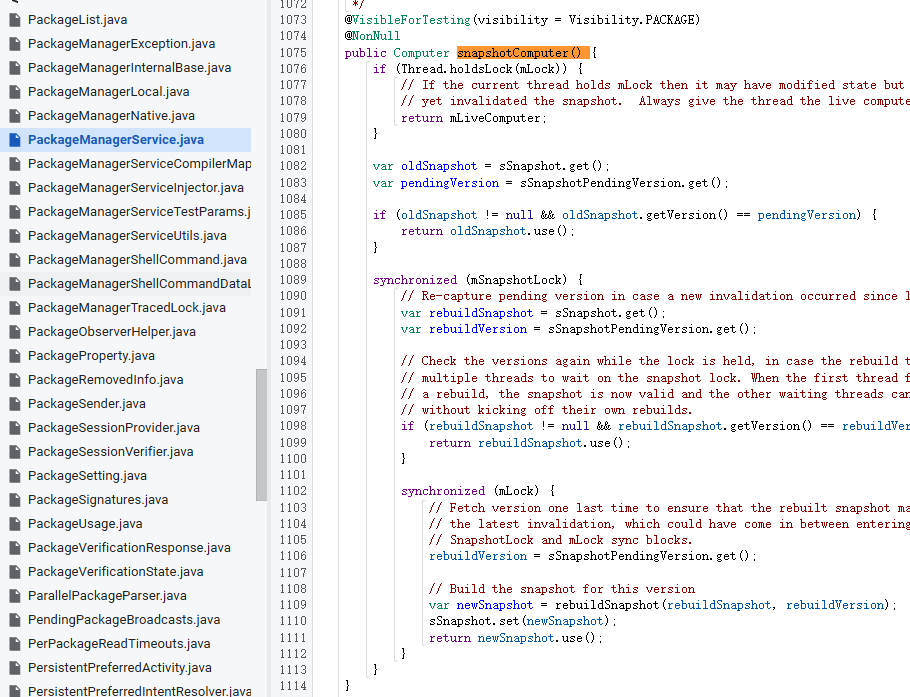 PackageList.java
PackageManagerException.java
PackageManagerInternalBase.java
PackageManagerLocal.java
PackageManagerNative.java
PackageManagerService.java
PackageManagerServiceCompilerMap
PackageManagerServiceInjector.java
PackageManagerServiceTestParams.j
PackageManagerServiceUtils.java
PackageManagerShellCommand.java
PackageManagerShellCommandData
PackageManagerTracedLock.java
PackageObserverHelper.java
PackageProperty.java
PackageRemovedInfo.java
PackageSender.java
PackageSessionProvider.java
PackageSessionVerifier.java
PackageSetting.java
PackageSignatures.java
PackageUsage.java
PackageVerificationResponse.java
PackageVerificationState.java
ParallelPackageParser.java
PendingPackageBroadcasts.java
PerPackageReadTimeouts.java
PersistentPreferredActivity.java
PersistentPreferredIntentResolver.java
1072 */
1073 @VisibleForTesting(visibility = Visibility.PACKAGE)
1074 @NonNull
1075 public Computer snapshotComputer() {
1076 if (Thread.holdsLock(mLock)) {
1077 // If the current thread holds mLock then it may have modified state but
1078 // yet invalidated the snapshot.  Always give the thread the live compute
1079 return mLiveComputer;
1080 }
1081
1082 var oldSnapshot = sSnapshot.get();
1083 var pendingVersion = sSnapshotPendingVersion.get();
1084
1085 if (oldSnapshot != null && oldSnapshot.getVersion() == pendingVersion) {
1086 return oldSnapshot.use();
1087 }
1088
1089 synchronized (mSnapshotLock) {
1090 // Re-capture pending version in case a new invalidation occurred since l
1091 var rebuildSnapshot = sSnapshot.get();
1092 var rebuildVersion = sSnapshotPendingVersion.get();
1093
1094 // Check the versions again while the lock is held, in case the rebuild t
1095 // multiple threads to wait on the snapshot lock. When the first thread f
1096 // a rebuild, the snapshot is now valid and the other waiting threads can
1097 // without kicking off their own rebuilds.
1098 if (rebuildSnapshot != null && rebuildSnapshot.getVersion() == rebuildVer
1099 return rebuildSnapshot.use();
1100 }
1101
1102 synchronized (mLock) {
1103 // Fetch version one last time to ensure that the rebuilt snapshot ma
1104 // the latest invalidation, which could have come in between entering
1105 // SnapshotLock and mLock sync blocks.
1106 rebuildVersion = sSnapshotPendingVersion.get();
1107
1108 // Build the snapshot for this version
1109 var newSnapshot = rebuildSnapshot(rebuildSnapshot, rebuildVersion);
1110 sSnapshot.set(newSnapshot);
1111 return newSnapshot.use();
1112 }
1113 }
1114 }